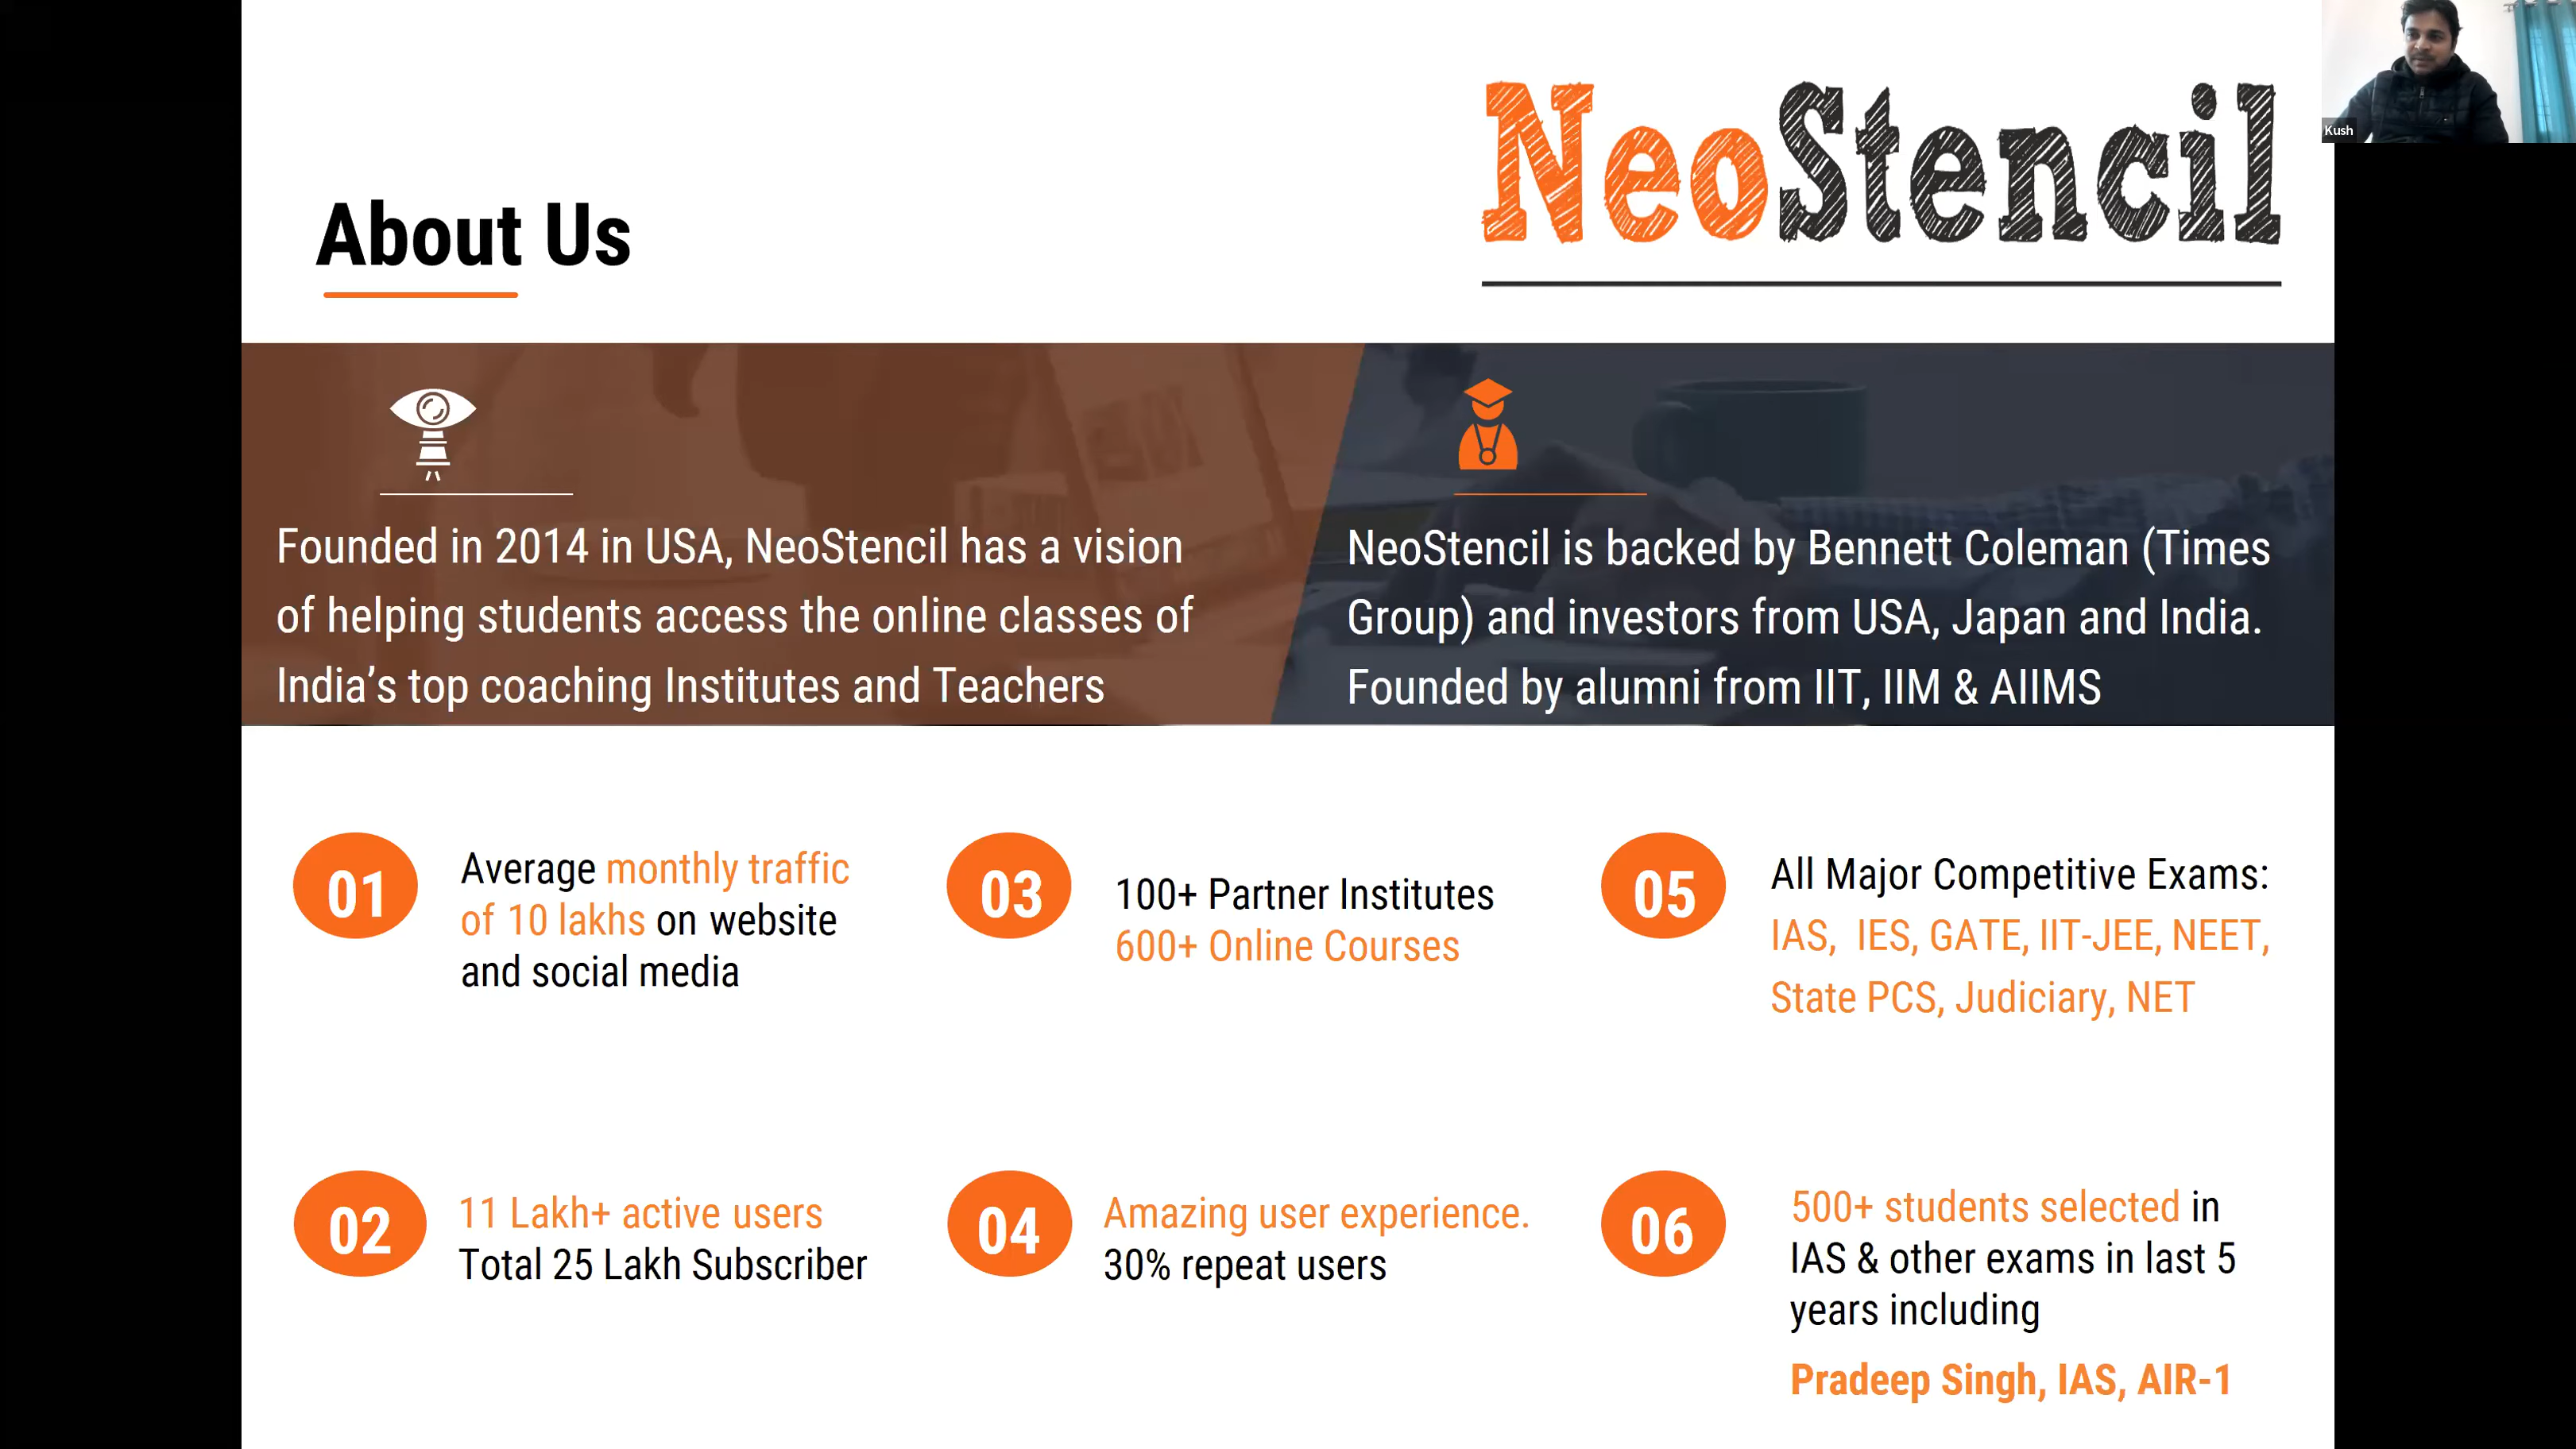 NeoStencil
Kush
About Us
Founded in 2014 in USA, NeoStencil has a vision
of helping students access the online classes of
India’s top coaching Institutes and Teachers
NeoStencil is backed by Bennett Coleman (Times
Group) and investors from USA, Japan and India.
Founded by alumni from IIT, IIM & AIIMS
01
Average monthly traffic
of 10 lakhs on website
and social media
03
100+ Partner Institutes
600+ Online Courses
05
All Major Competitive Exams:
IAS, IES, GATE, IIT-JEE, NEET,
State PCS, Judiciary, NET
02
11 Lakh+ active users
Total 25 Lakh Subscriber
04
Amazing user experience.
30% repeat users
06
500+ students selected in
IAS & other exams in last 5
years including
Pradeep Singh, IAS, AIR-1